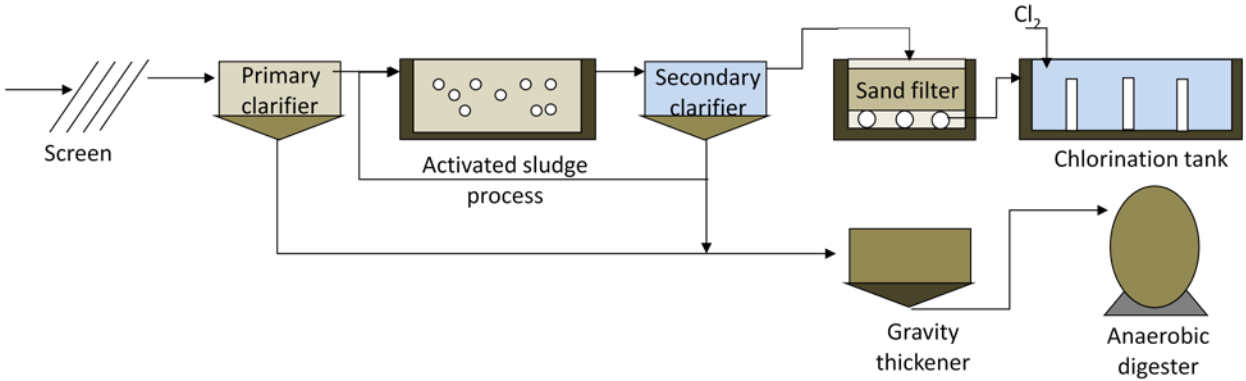 Cl₂
Primary
clarifier
Secondary
clarifier
Sand filter
Screen
Activated sludge
process
Chlorination tank
Gravity
thickener
Anaerobic
digester